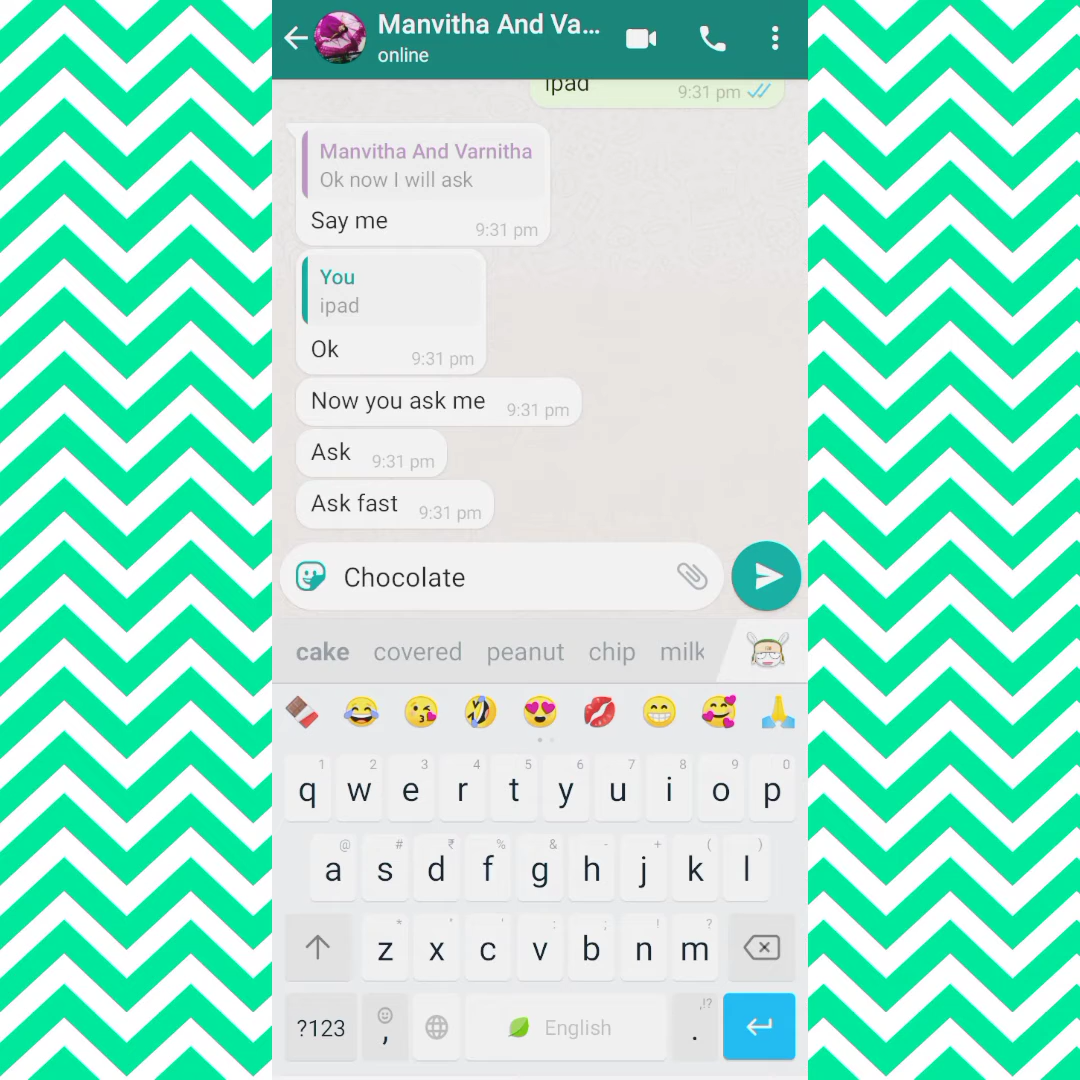 Manvitha And Va...
online
ipad
9:31 pm
Manvitha And Varnitha
Ok now I will ask
Say me
9:31 pm
You
ipad
Ok
9:31 pm
Now you ask me
9:31 pm
Ask
9:31 pm
Ask fast
9:31 pm
Chocolate
cake covered peanut chip milk
1 2 3 4 5 6 7 8 9 0
q w e r t y u i o p
@ # ₹ % & - + ( )
a s d f g h j k l
* " ' : ; ! ?
z x c v b n m
?123 , English . ,!?